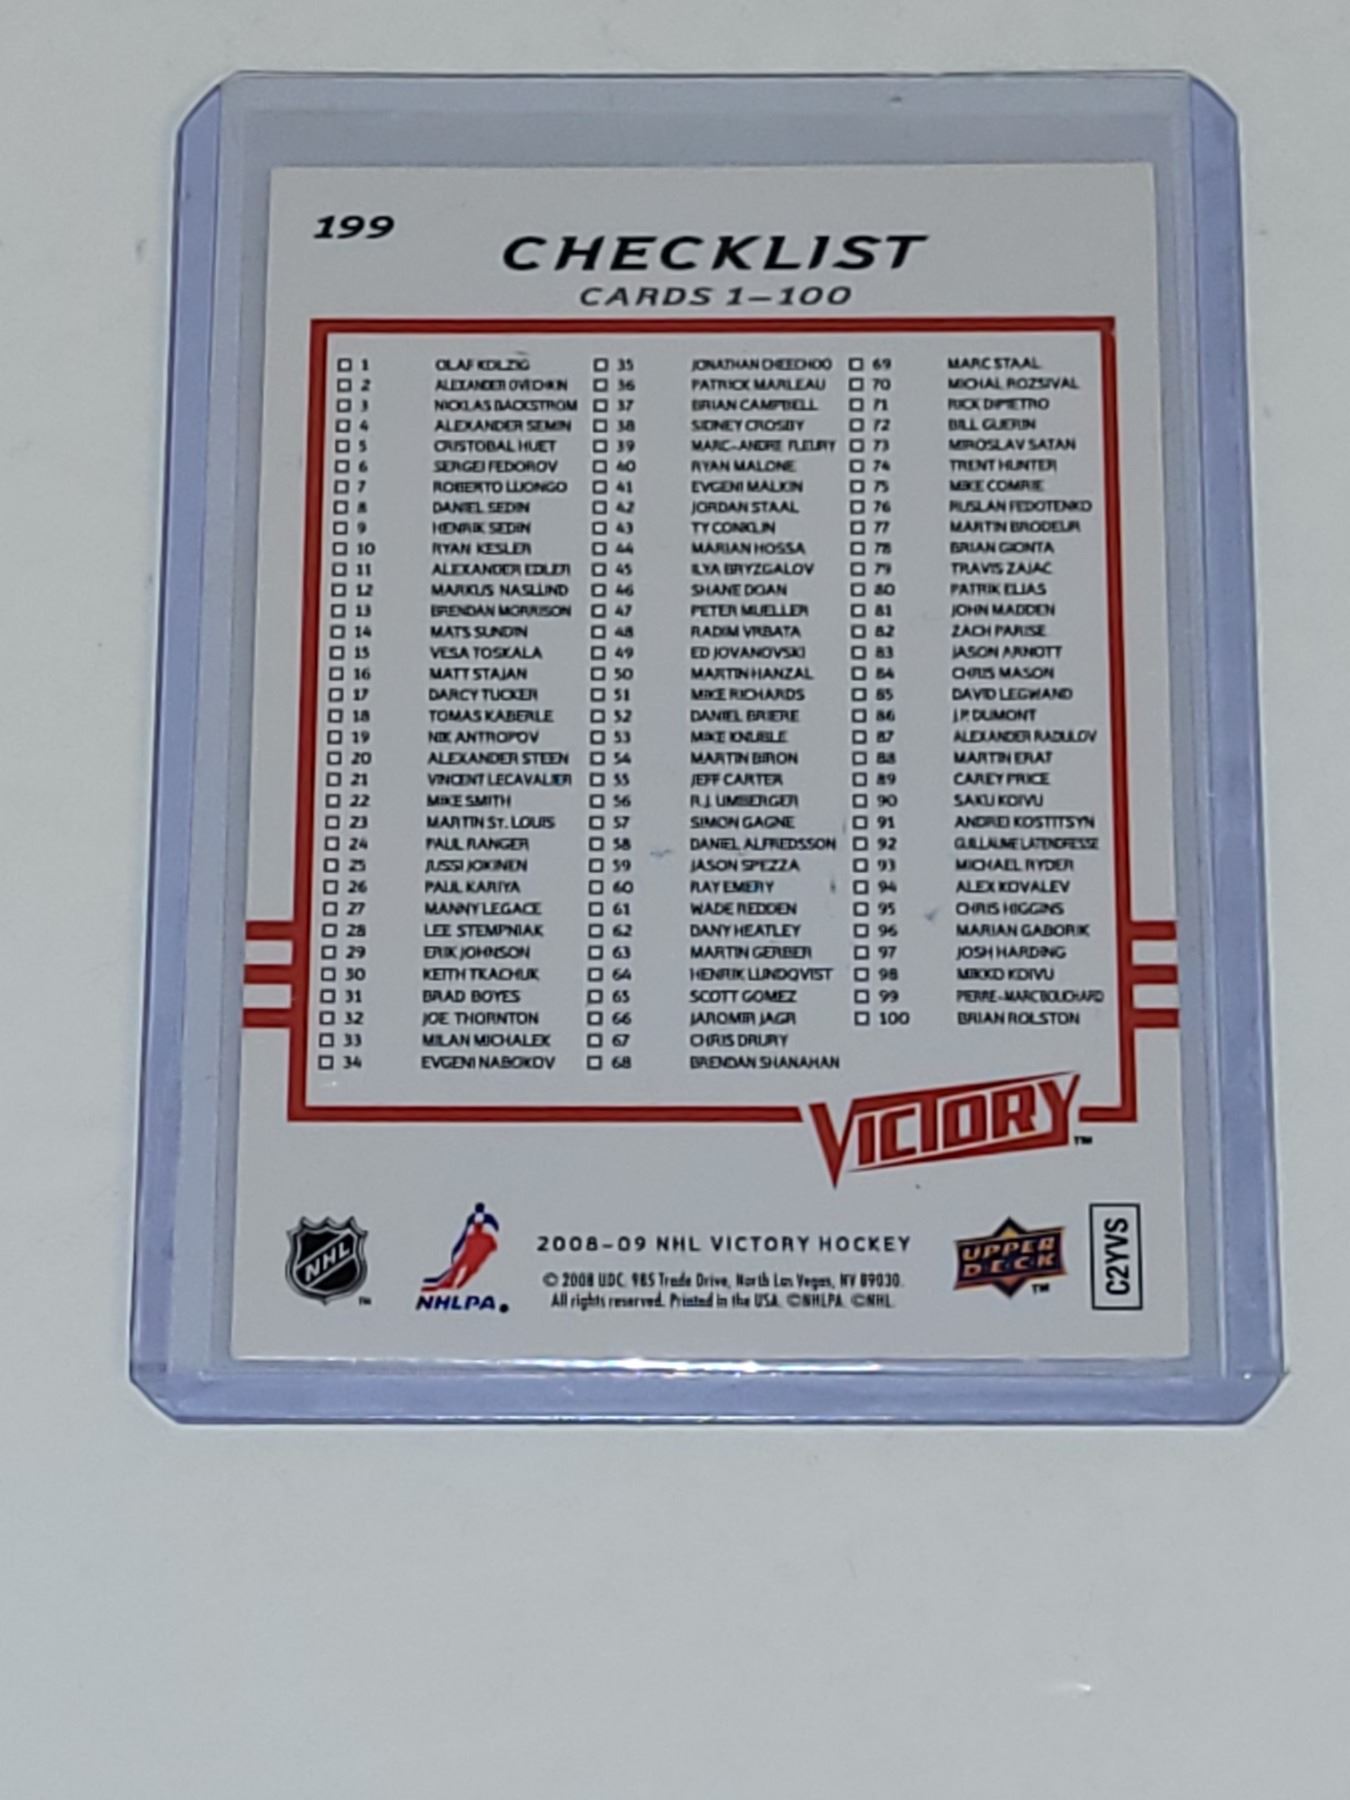 199
CHECKLIST
CARDS 1-100
1 OLAF KOLZIG
2 ALEXANDER OVECHKIN
3 NICKLAS BACKSTROM
4 ALEXANDER SEMIN
5 CRISTOBAL HUET
6 SERGEI FEDOROV
7 ROBERTO LUONGO
8 DANIEL SEDIN
9 HENRIK SEDIN
10 RYAN KESLER
11 ALEXANDER EDLER
12 MARKUS NASLUND
13 BRENDAN MORRISON
14 MATS SUNDIN
15 VESA TOSKALA
16 MATT STAJAN
17 DARCY TUCKER
18 TOMAS KABERLE
19 NIK ANTROPOV
20 ALEXANDER STEEN
21 VINCENT LECAVALIER
22 MIKE SMITH
23 MARTIN ST. LOUIS
24 PAUL RANGER
25 JUSSI JOKINEN
26 PAUL KARIYA
27 MANNY LEGACE
28 LEE STEMPNIAK
29 ERIK JOHNSON
30 KEITH TKACHUK
31 BRAD BOYES
32 JOE THORNTON
33 MILAN MICHALEK
34 EVGENI NABOKOV
35 JONATHAN CHEECHOO
36 PATRICK MARLEAU
37 BRIAN CAMPBELL
38 SIDNEY CROSBY
39 MARC-ANDRE FLEURY
40 RYAN MALONE
41 EVGENI MALKIN
42 JORDAN STAAL
43 TY CONKLIN
44 MARIAN HOSSA
45 ILYA BRYZGALOV
46 SHANE DOAN
47 PETER MUELLER
48 RADIM VRBATA
49 ED JOVANOVSKI
50 MARTIN HANZAL
51 MIKE RICHARDS
52 DANIEL BRIERE
53 MIKE KNUBLE
54 MARTIN BIRON
55 JEFF CARTER
56 R.J. UMBERGER
57 SIMON GAGNE
58 DANIEL ALFREDSSON
59 JASON SPEZZA
60 RAY EMERY
61 WADE REDDEN
62 DANY HEATLEY
63 MARTIN GERBER
64 HENRIK LUNDQVIST
65 SCOTT GOMEZ
66 JAROMIR JAGR
67 CHRIS DRURY
68 BRENDAN SHANAHAN
69 MARC STAAL
70 MICHAL ROZSIVAL
71 RICK DIPIETRO
72 BILL GUERIN
73 MIROSLAV SATAN
74 TRENT HUNTER
75 MIKE COMRIE
76 RUSLAN FEDOTENKO
77 MARTIN BRODEUR
78 BRIAN GIONTA
79 TRAVIS ZAJAC
80 PATRIK ELIAS
81 JOHN MADDEN
82 ZACH PARISE
83 JASON ARNOTT
84 CHRIS MASON
85 DAVID LEGWAND
86 J.P. DUMONT
87 ALEXANDER RADULOV
88 MARTIN ERAT
89 CAREY PRICE
90 SAKU KOIVU
91 ANDREI KOSTITSYN
92 GUILLAUME LATENDRESSE
93 MICHAEL RYDER
94 ALEX KOVALEV
95 CHRIS HIGGINS
96 MARIAN GABORIK
97 JOSH HARDING
98 MIKKO KOIVU
99 PIERRE-MARC BOUCHARD
100 BRIAN ROLSTON
VICTORY™
NHL™
NHLPA®
2008-09 NHL VICTORY HOCKEY
© 2008 UDC. 985 Trade Drive, North Las Vegas, NV 89030.
All rights reserved. Printed in the USA. ©NHLPA. ©NHL.
UPPER DECK™
C2YVS